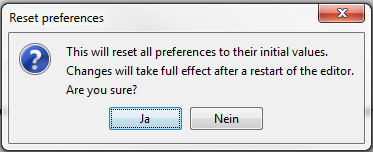 Reset preferences
This will reset all preferences to their initial values.
Changes will take full effect after a restart of the editor.
Are you sure?
Ja
Nein